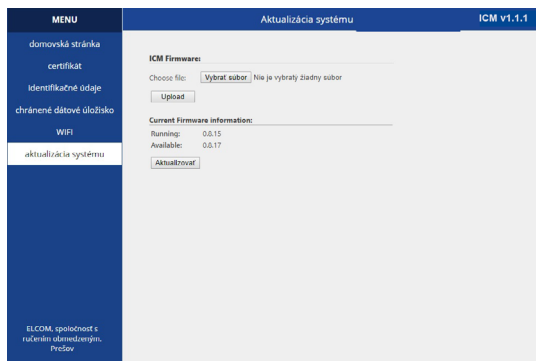 MENU
Aktualizácia systému
ICM v1.1.1
domovská stránka
certifikát
Identifikačné údaje
chránené dátové úložisko
WIFI
aktualizácia systému
ICM Firmware:
Choose file: Vybrať súbor Nie je vybratý žiadny súbor
Upload
Current Firmware information:
Running: 0.8.15
Available: 0.8.17
Aktualizovať
ELCOM, spoločnosť s
ručením obmedzeným,
Prešov